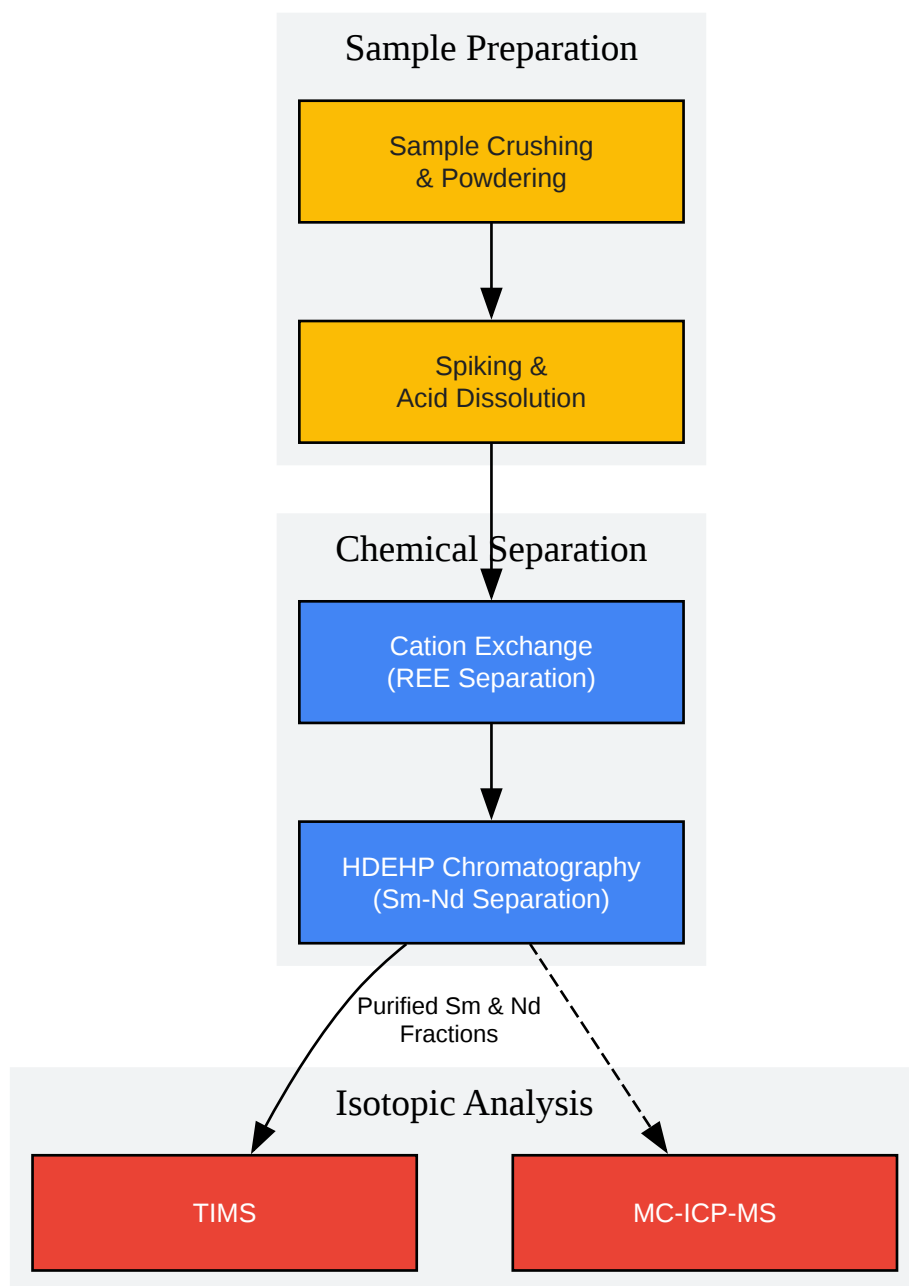 Sample Preparation
Sample Crushing
& Powdering
Spiking &
Acid Dissolution
Chemical Separation
Cation Exchange
(REE Separation)
HDEHP Chromatography
(Sm-Nd Separation)
Purified Sm & Nd
Fractions
Isotopic Analysis
TIMS
MC-ICP-MS